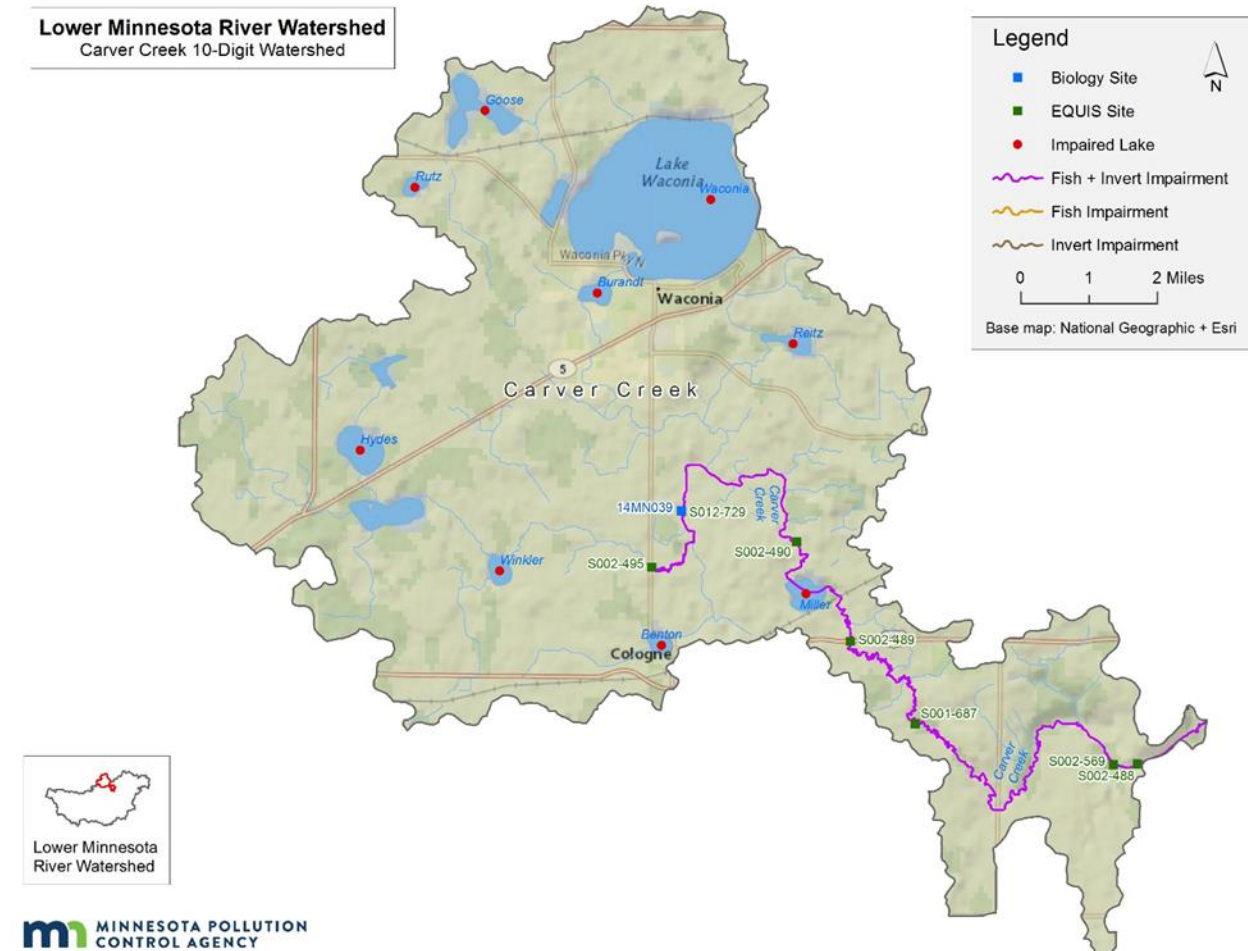 Lower Minnesota River Watershed
Carver Creek 10-Digit Watershed
Legend
N
Biology Site
EQUIS Site
Impaired Lake
Fish + Invert Impairment
Fish Impairment
Invert Impairment
0 1 2 Miles
Base map: National Geographic + Esri
Goose
Rutz
Lake
Waconia
Waconia
Waconia Pky N
Burandt
Waconia
Reitz
5
Carver Creek
Hydes
14MN039
S012-729
Carver
Creek
S002-490
S002-495
Winkler
Miller
Benton
Cologne
S002-489
S001-687
Carver
Creek
S002-569
S002-488
Lower Minnesota
River Watershed
MINNESOTA POLLUTION
CONTROL AGENCY